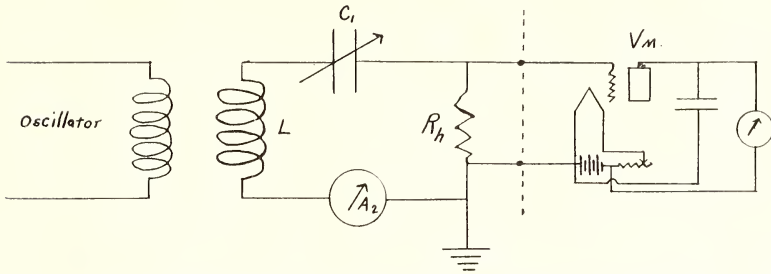 C₁
Vm.
Oscillator
L
Rh
A₂